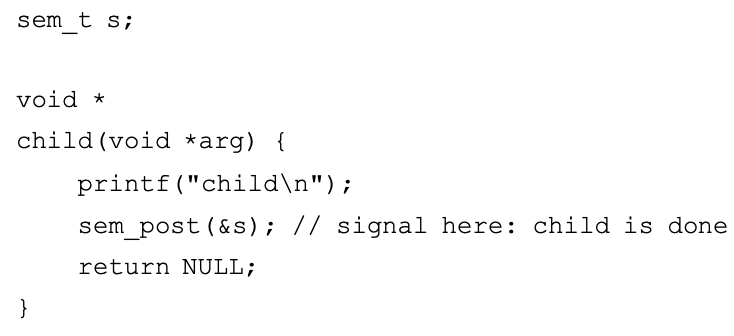 sem_t s;
void *
child(void *arg) {
printf("child\n");
sem_post(&s); // signal here: child is done
return NULL;
}